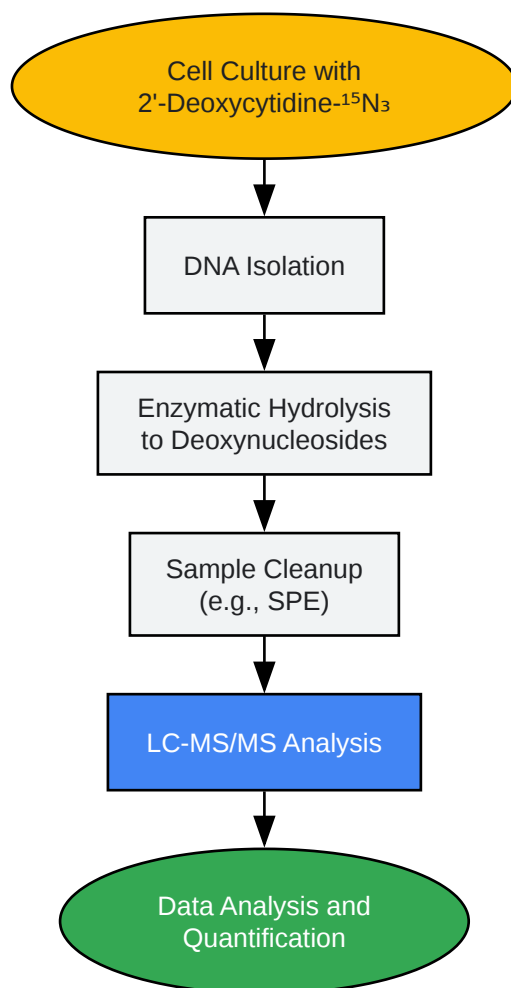 Cell Culture with
2'-Deoxycytidine-¹⁵N₃
DNA Isolation
Enzymatic Hydrolysis
to Deoxynucleosides
Sample Cleanup
(e.g., SPE)
LC-MS/MS Analysis
Data Analysis and
Quantification